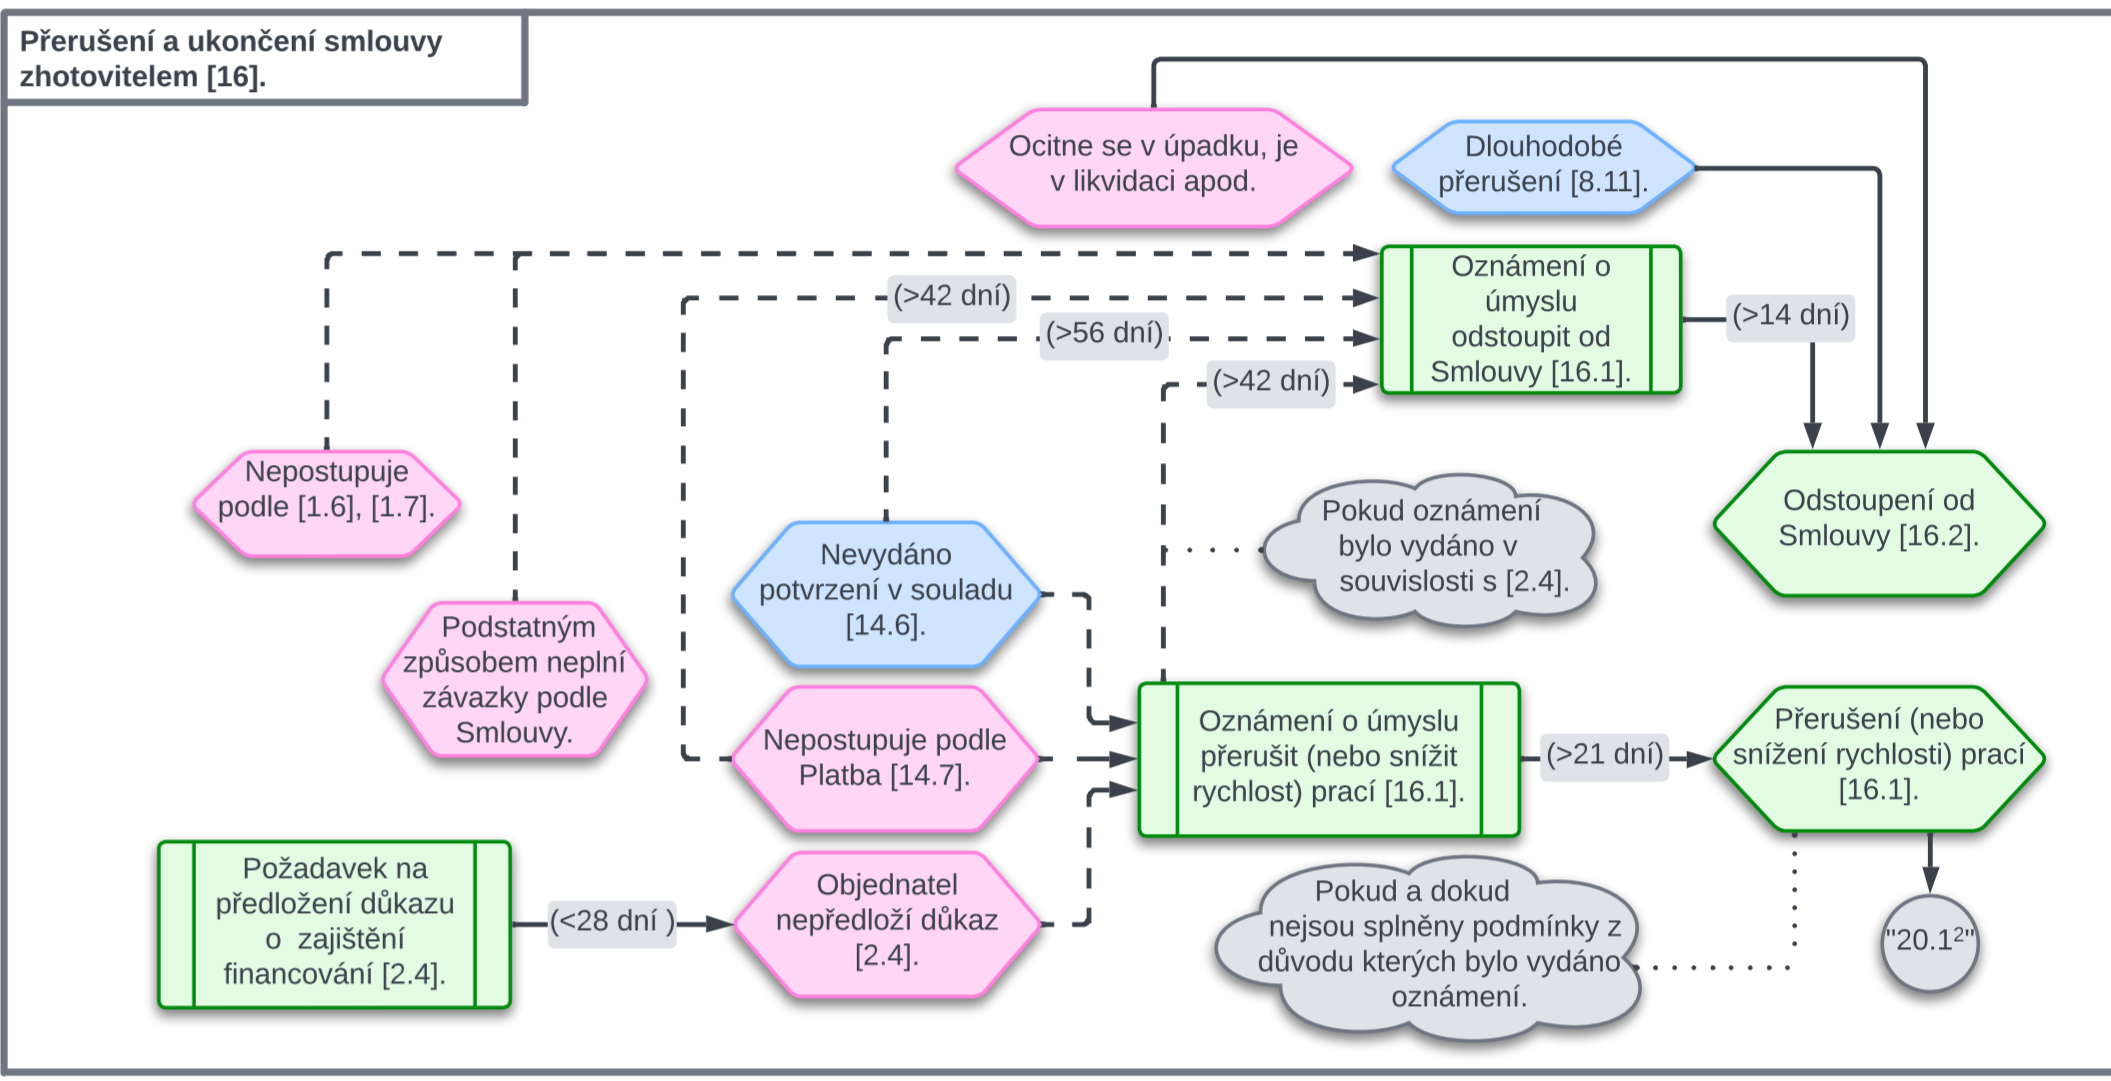 Přerušení a ukončení smlouvy
zhotovitelem [16].
Ocitne se v úpadku, je
v likvidaci apod.
Dlouhodobé
přerušení [8.11].
Oznámení o
úmyslu
odstoupit od
Smlouvy [16.1].
(>42 dní)
(>56 dní)
(>42 dní)
(>14 dní)
Nepostupuje
podle [1.6], [1.7].
Odstoupení od
Smlouvy [16.2].
Pokud oznámení
bylo vydáno v
souvislosti s [2.4].
Nevydáno
potvrzení v souladu
[14.6].
Podstatným
způsobem neplní
závazky podle
Smlouvy.
Nepostupuje podle
Platba [14.7].
Oznámení o úmyslu
přerušit (nebo snížit
rychlost) prací [16.1].
(>21 dní)
Přerušení (nebo
snížení rychlosti) prací
[16.1].
Požadavek na
předložení důkazu
o zajištění
financování [2.4].
(<28 dní )
Objednatel
nepředloží důkaz
[2.4].
Pokud a dokud
nejsou splněny podmínky z
důvodu kterých bylo vydáno
oznámení.
"20.1²"